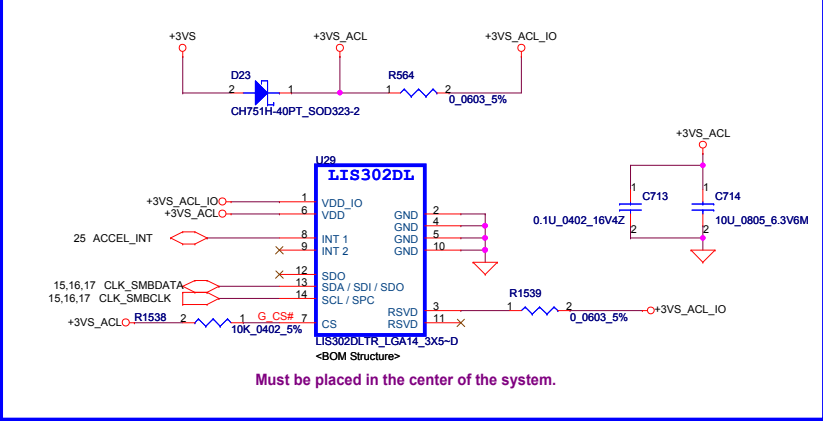 +3VS
+3VS_ACL
+3VS_ACL_IO
D23
R564
2
1
1
2
0_0603_5%
CH751H-40PT_SOD323-2
+3VS_ACL
U29
LIS302DL
1
C713
1
C714
0.1U_0402_16V4Z
2
2
10U_0805_6.3V6M
+3VS_ACL_IO
1
VDD_IO
+3VS_ACL
6
VDD
GND
2
GND
4
25 ACCEL_INT
8
INT 1
GND
5
9
INT 2
GND
10
12
SDO
15,16,17 CLK_SMBDATA
13
SDA / SDI / SDO
15,16,17 CLK_SMBCLK
14
SCL / SPC
RSVD
3
1
R1539
2
0_0603_5%
+3VS_ACL_IO
+3VS_ACL
R1538
2
1
G_CS#
7
CS
RSVD
11
10K_0402_5%
LIS302DLTR_LGA14_3X5~D
<BOM Structure>
Must be placed in the center of the system.